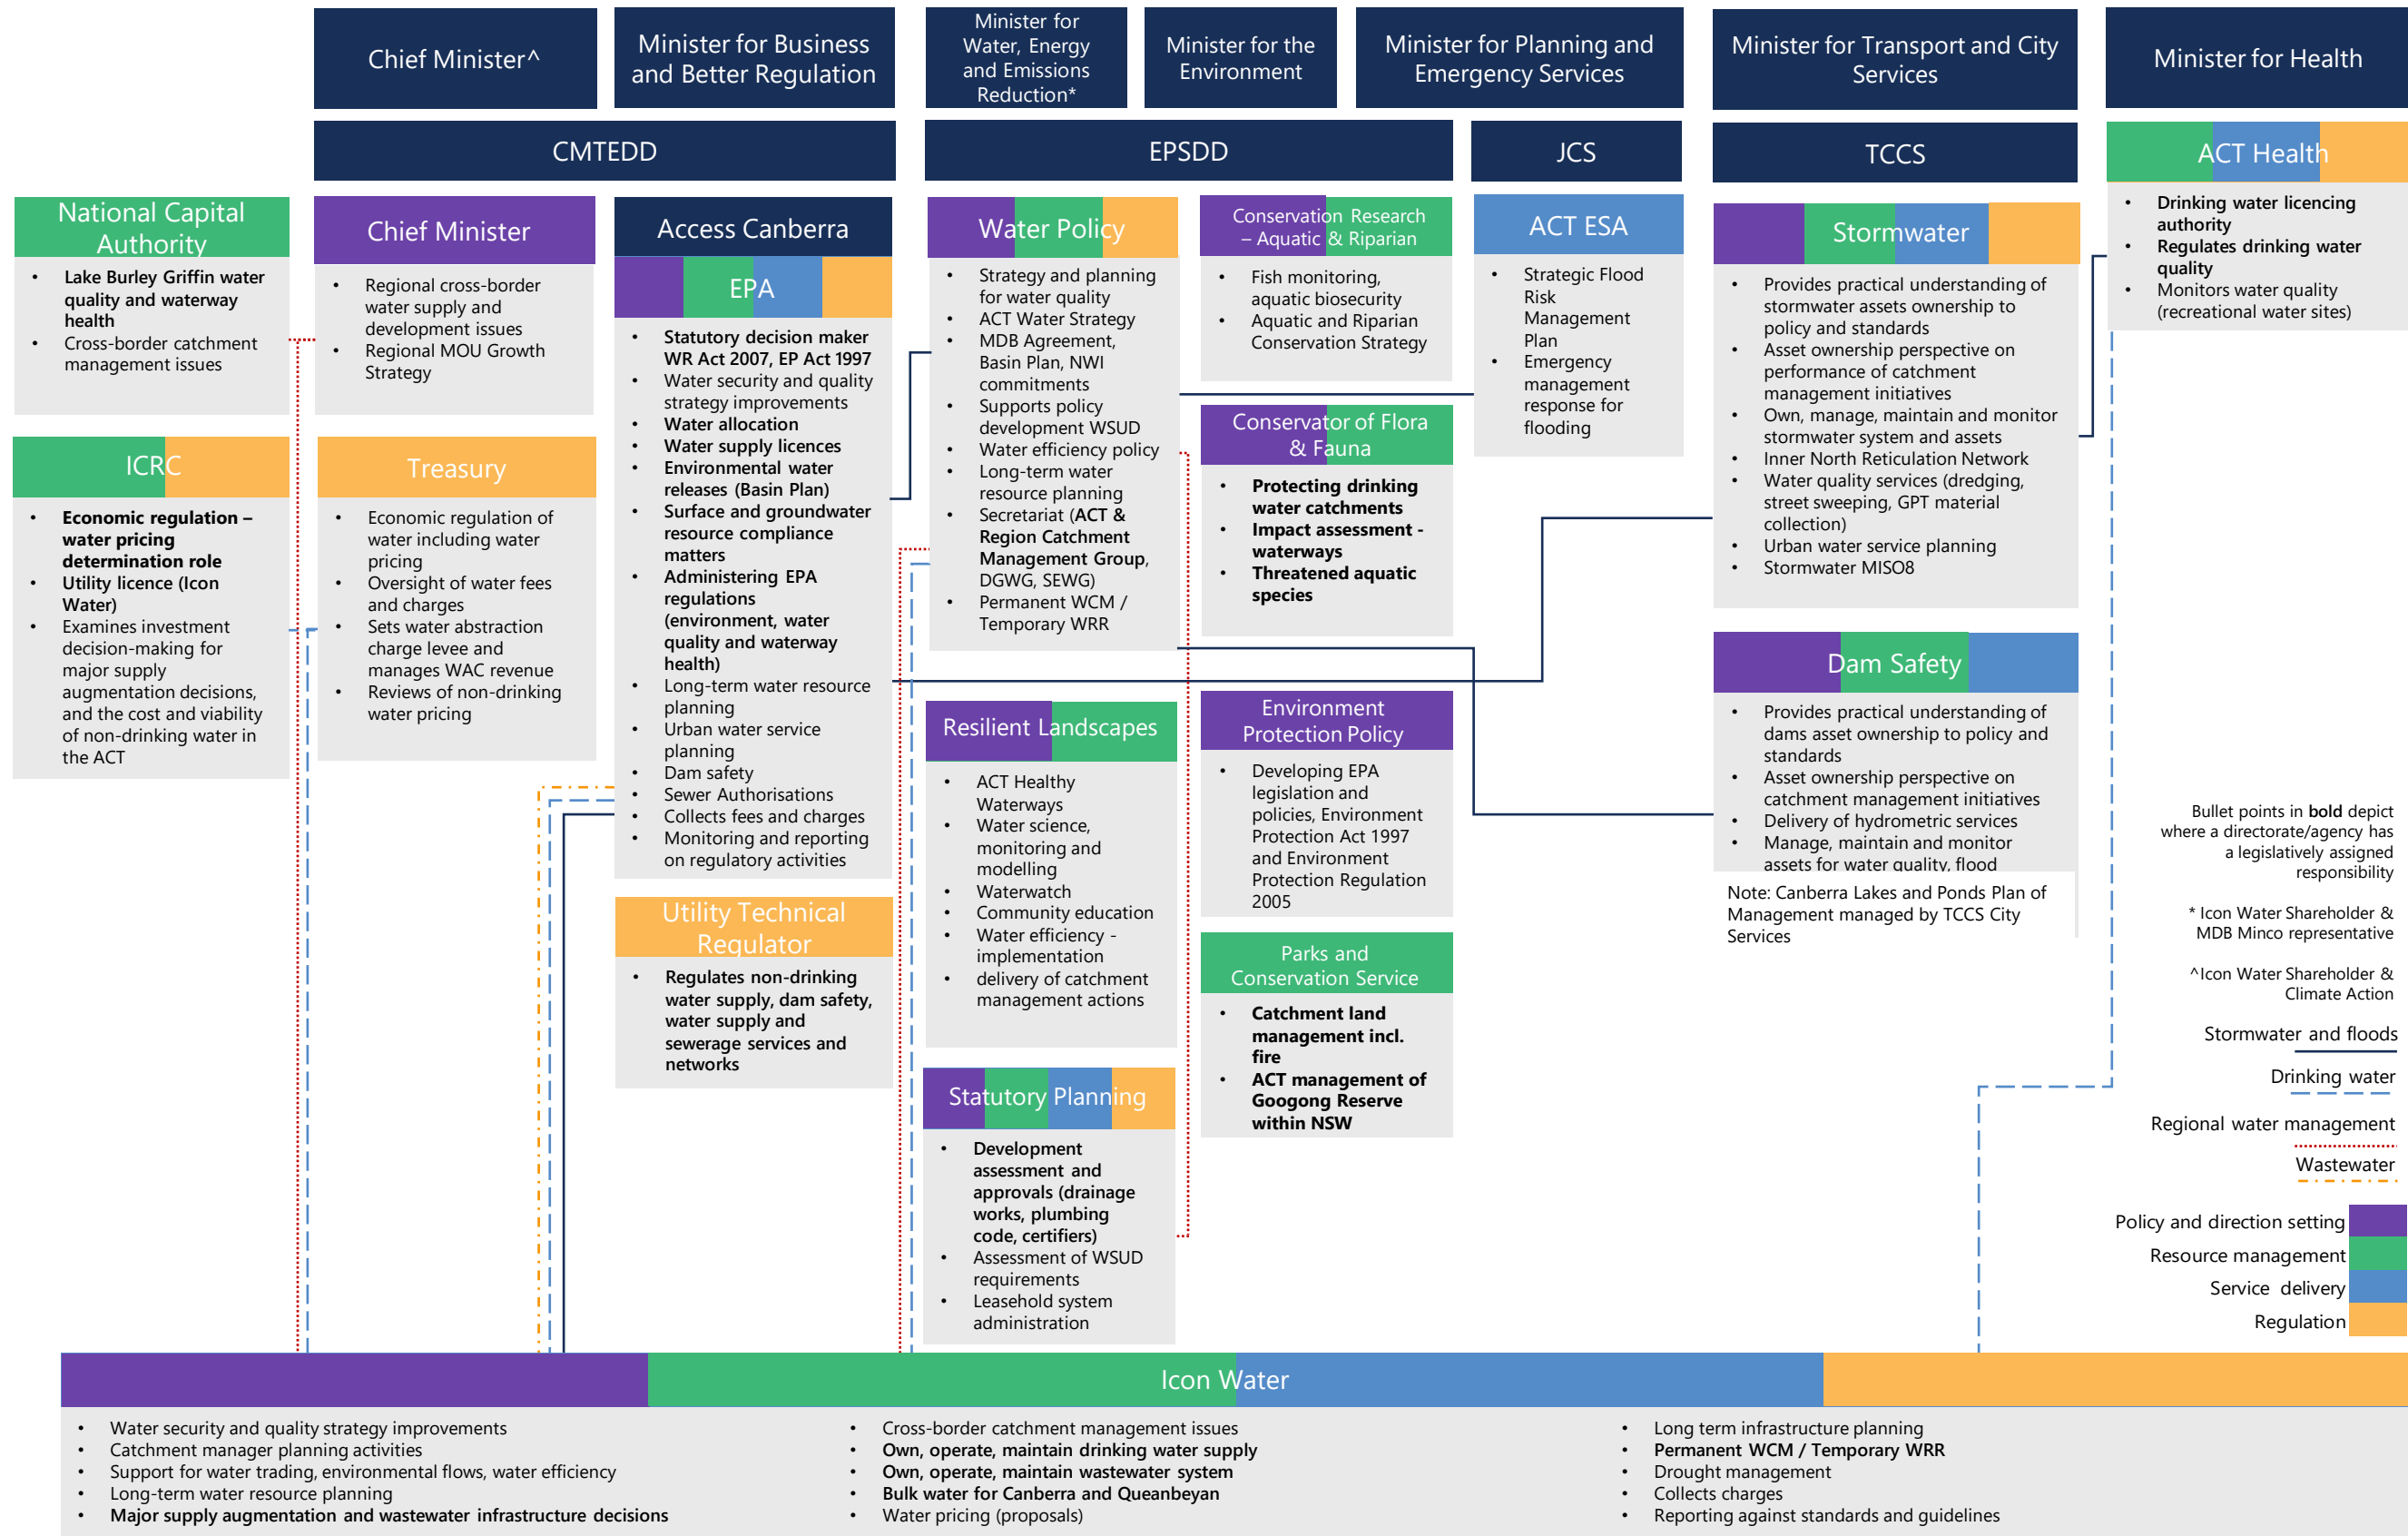 Chief Minister^
Minister for Business
and Better Regulation
Minister for
Water, Energy
and Emissions
Reduction*
Minister for the
Environment
Minister for Planning and
Emergency Services
Minister for Transport and City
Services
Minister for Health
CMTEDD
EPSDD
JCS
TCCS
ACT Health
• Drinking water licencing
authority
• Regulates drinking water
quality
• Monitors water quality
(recreational water sites)
National Capital
Authority
• Lake Burley Griffin water
quality and waterway
health
• Cross-border catchment
management issues
Chief Minister
• Regional cross-border
water supply and
development issues
• Regional MOU Growth
Strategy
Access Canberra
EPA
• Statutory decision maker
WR Act 2007, EP Act 1997
• Water security and quality
strategy improvements
• Water allocation
• Water supply licences
• Environmental water
releases (Basin Plan)
• Surface and groundwater
resource compliance
matters
• Administering EPA
regulations
(environment, water
quality and waterway
health)
• Long-term water resource
planning
• Urban water service
planning
• Dam safety
• Sewer Authorisations
• Collects fees and charges
• Monitoring and reporting
on regulatory activities
Water Policy
• Strategy and planning
for water quality
• ACT Water Strategy
• MDB Agreement,
Basin Plan, NWI
commitments
• Supports policy
development WSUD
• Water efficiency policy
• Long-term water
resource planning
• Secretariat (ACT &
Region Catchment
Management Group,
DGWG, SEWG)
• Permanent WCM /
Temporary WRR
Conservation Research
– Aquatic & Riparian
• Fish monitoring,
aquatic biosecurity
• Aquatic and Riparian
Conservation Strategy
ACT ESA
• Strategic Flood
Risk
Management
Plan
• Emergency
management
response for
flooding
Stormwater
• Provides practical understanding of
stormwater assets ownership to
policy and standards
• Asset ownership perspective on
performance of catchment
management initiatives
• Own, manage, maintain and monitor
stormwater system and assets
• Inner North Reticulation Network
• Water quality services (dredging,
street sweeping, GPT material
collection)
• Urban water service planning
• Stormwater MISO8
ICRC
• Economic regulation –
water pricing
determination role
• Utility licence (Icon
Water)
• Examines investment
decision-making for
major supply
augmentation decisions,
and the cost and viability
of non-drinking water in
the ACT
Treasury
• Economic regulation of
water including water
pricing
• Oversight of water fees
and charges
• Sets water abstraction
charge levee and
manages WAC revenue
• Reviews of non-drinking
water pricing
Conservator of Flora
& Fauna
• Protecting drinking
water catchments
• Impact assessment -
waterways
• Threatened aquatic
species
Dam Safety
• Provides practical understanding of
dams asset ownership to policy and
standards
• Asset ownership perspective on
catchment management initiatives
• Delivery of hydrometric services
• Manage, maintain and monitor
assets for water quality, flood
Note: Canberra Lakes and Ponds Plan of
Management managed by TCCS City
Services
Resilient Landscapes
• ACT Healthy
Waterways
• Water science,
monitoring and
modelling
• Waterwatch
• Community education
• Water efficiency -
implementation
• delivery of catchment
management actions
Environment
Protection Policy
• Developing EPA
legislation and
policies, Environment
Protection Act 1997
and Environment
Protection Regulation
2005
Utility Technical
Regulator
• Regulates non-drinking
water supply, dam safety,
water supply and
sewerage services and
networks
Parks and
Conservation Service
• Catchment land
management incl.
fire
• ACT management of
Googong Reserve
within NSW
Statutory Planning
• Development
assessment and
approvals (drainage
works, plumbing
code, certifiers)
• Assessment of WSUD
requirements
• Leasehold system
administration
Bullet points in bold depict
where a directorate/agency has
a legislatively assigned
responsibility
* Icon Water Shareholder &
MDB Minco representative
^Icon Water Shareholder &
Climate Action
Stormwater and floods
Drinking water
Regional water management
Wastewater
Policy and direction setting
Resource management
Service delivery
Regulation
Icon Water
• Water security and quality strategy improvements
• Catchment manager planning activities
• Support for water trading, environmental flows, water efficiency
• Long-term water resource planning
• Major supply augmentation and wastewater infrastructure decisions
• Cross-border catchment management issues
• Own, operate, maintain drinking water supply
• Own, operate, maintain wastewater system
• Bulk water for Canberra and Queanbeyan
• Water pricing (proposals)
• Long term infrastructure planning
• Permanent WCM / Temporary WRR
• Drought management
• Collects charges
• Reporting against standards and guidelines